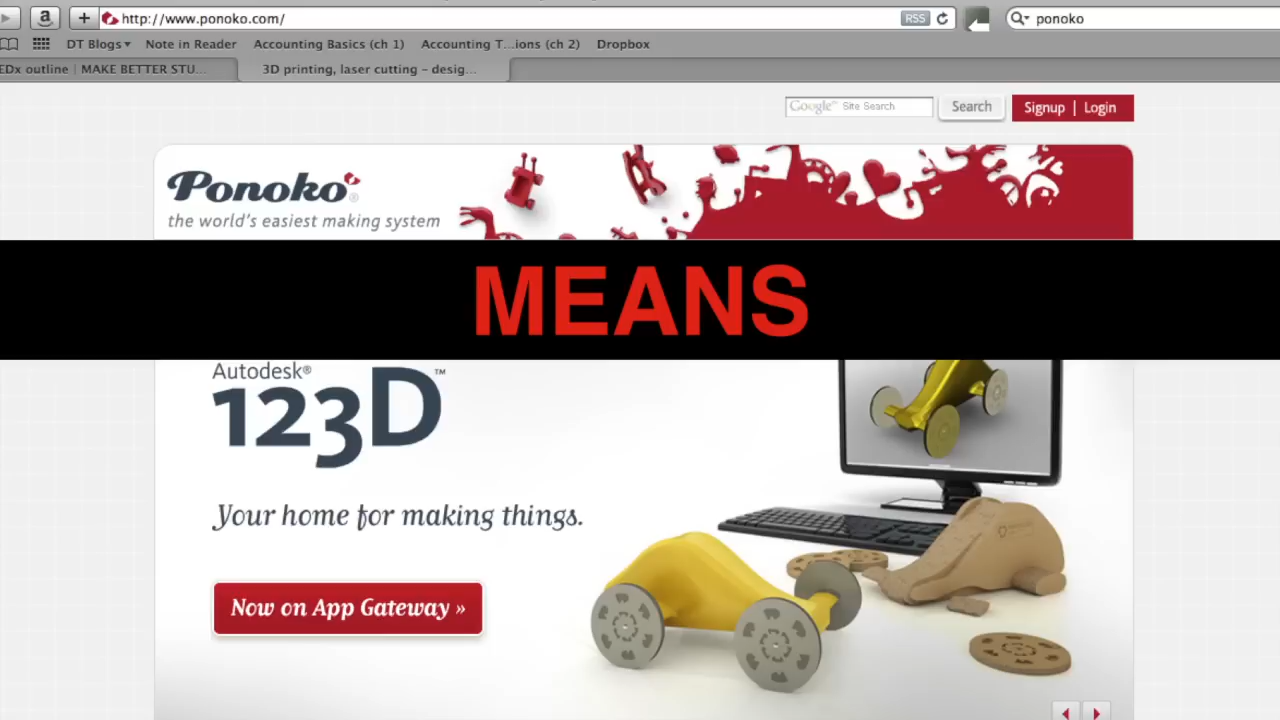 http://www.ponoko.com/
RSS
ponoko
DT Blogs
Note in Reader
Accounting Basics (ch 1)
Accounting T...ions (ch 2)
Dropbox
EDx outline | MAKE BETTER STU...
3D printing, laser cutting – desig...
Google™ Site Search
Search
Signup | Login
Ponoko®
the world's easiest making system
MEANS
Autodesk®
123D™
Your home for making things.
Now on App Gateway »